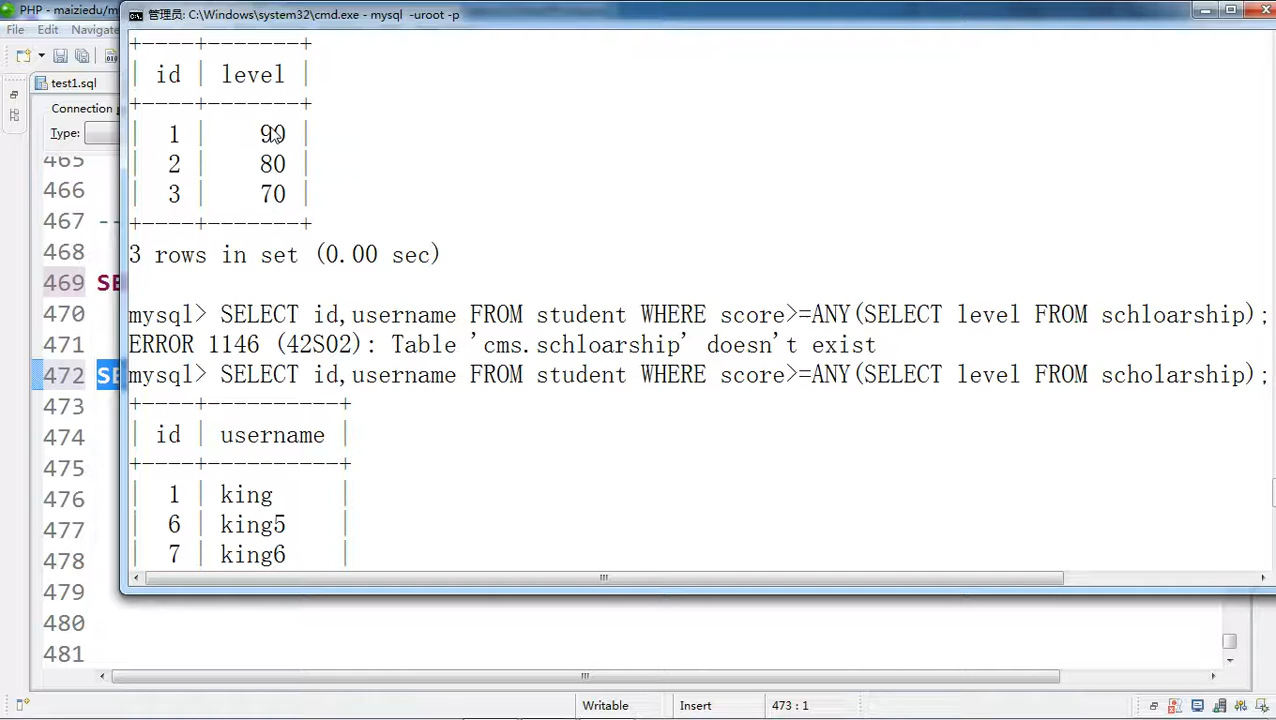 PHP - maiziedu/m
管理员: C:\Windows\system32\cmd.exe - mysql -uroot -p
File Edit Navigate
test1.sql
Connection
Type:
+----+-------+
| id | level |
+----+-------+
| 1 | 90 |
| 2 | 80 |
| 3 | 70 |
+----+-------+
3 rows in set (0.00 sec)
mysql> SELECT id,username FROM student WHERE score>=ANY(SELECT level FROM schloarship);
ERROR 1146 (42S02): Table 'cms.schloarship' doesn't exist
mysql> SELECT id,username FROM student WHERE score>=ANY(SELECT level FROM scholarship);
+----+----------+
| id | username |
+----+----------+
| 1 | king |
| 6 | king5 |
| 7 | king6 |
465
466
467 --
468
469 SE
470
471
472 SE
473
474
475
476
477
478
479
480
481
Writable Insert 473 : 1